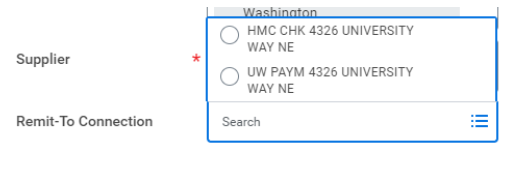 Washington
HMC CHK 4326 UNIVERSITY
WAY NE
Supplier *
UW PAYM 4326 UNIVERSITY
WAY NE
Remit-To Connection
Search